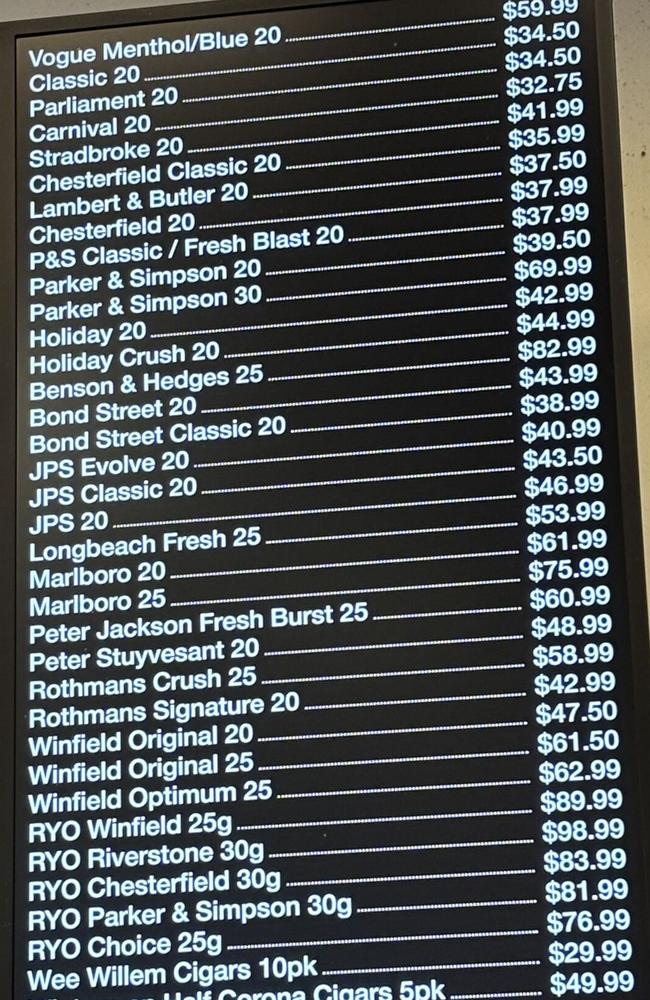 Vogue Menthol/Blue 20 $59.99
Classic 20 $34.50
Parliament 20 $34.50
Carnival 20 $32.75
Stradbroke 20 $41.99
Chesterfield Classic 20 $35.99
Lambert & Butler 20 $37.50
Chesterfield 20 $37.99
P&S Classic / Fresh Blast 20 $37.99
Parker & Simpson 20 $39.50
Parker & Simpson 30 $69.99
Holiday 20 $42.99
Holiday Crush 20 $44.99
Benson & Hedges 25 $82.99
Bond Street 20 $43.99
Bond Street Classic 20 $38.99
JPS Evolve 20 $40.99
JPS Classic 20 $43.50
JPS 20 $46.99
Longbeach Fresh 25 $53.99
Marlboro 20 $61.99
Marlboro 25 $75.99
Peter Jackson Fresh Burst 25 $60.99
Peter Stuyvesant 20 $48.99
Rothmans Crush 25 $58.99
Rothmans Signature 20 $42.99
Winfield Original 20 $47.50
Winfield Original 25 $61.50
Winfield Optimum 25 $62.99
RYO Winfield 25g $89.99
RYO Riverstone 30g $98.99
RYO Chesterfield 30g $83.99
RYO Parker & Simpson 30g $81.99
RYO Choice 25g $76.99
Wee Willem Cigars 10pk $29.99
Half Corona Cigars 5pk $49.99